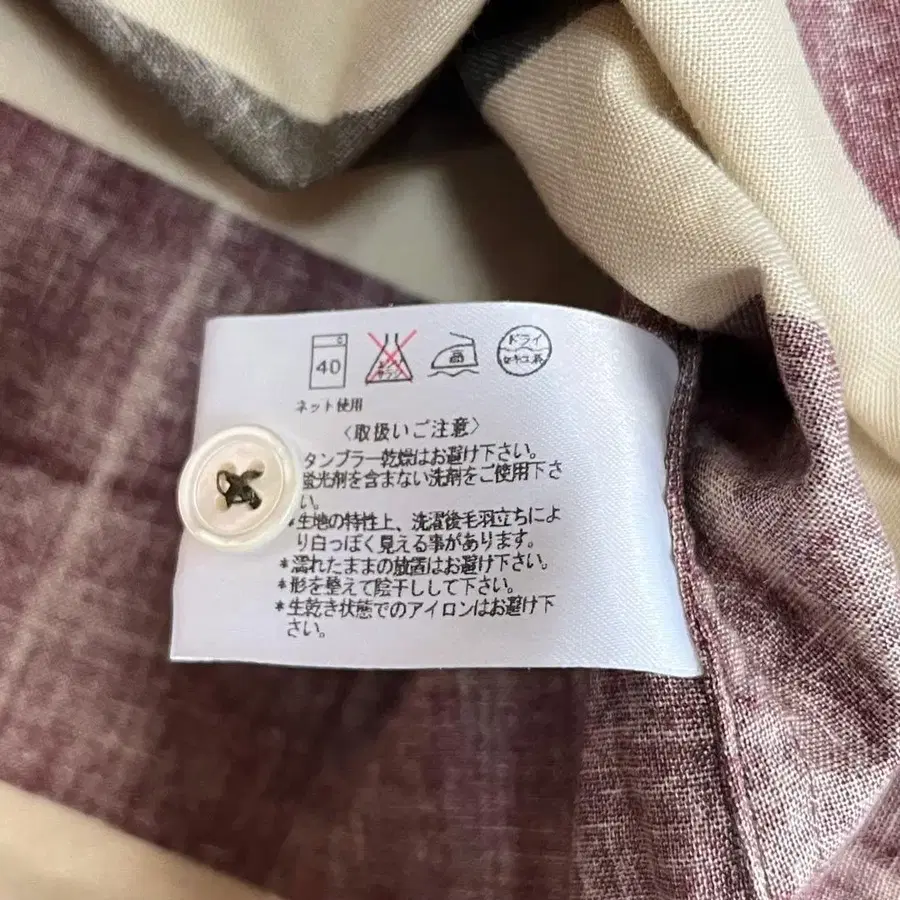 40
高
ドライ
セキユ系
ネット使用
〈取扱いご注意〉
タンブラー乾燥はお避け下さい。
蛍光剤を含まない洗剤をご使用下さ
い。
*生地の特性上、洗濯後毛羽立ちによ
り白っぽく見える事があります。
*濡れたままの放置はお避け下さい。
*形を整えて陰干しして下さい。
*生乾き状態でのアイロンはお避け下
さい。